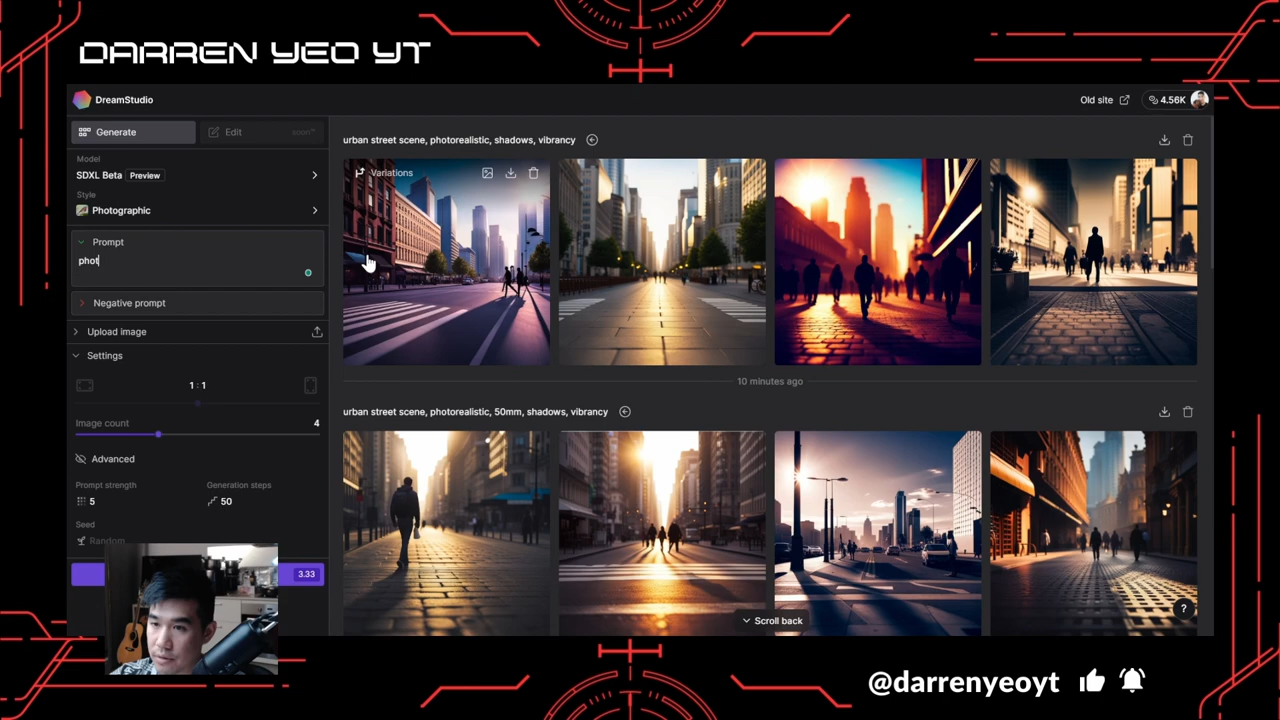 DARREN YEO YT
DreamStudio
Old site
4.56K
Generate
Edit
soon™
Model
SDXL Beta Preview
Style
Photographic
Prompt
phot
Negative prompt
Upload image
Settings
1 : 1
Image count
4
Advanced
Prompt strength
Generation steps
5
50
Seed
Random
3.33
urban street scene, photorealistic, shadows, vibrancy
Variations
10 minutes ago
urban street scene, photorealistic, 50mm, shadows, vibrancy
Scroll back
?
@darrenyeoyt